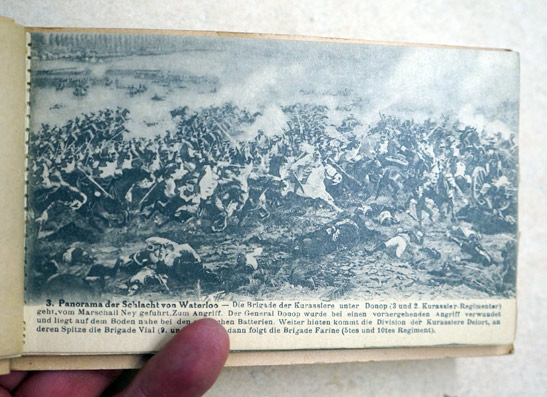 3. Panorama der Schlacht von Waterloo — Die Brigade der Kurassiere unter Donop (3 und 2. Kurassier-Regimenter)
geht, vom Marschall Ney gefuhrt, Zum Angriff. Der General Donop wurde bei einen vorhergehenden Angriff verwundet
und liegt auf dem Boden nahe bei den Batterien. Weiter hinten kommt die Division der Kurassiere Delort, an
deren Spitze die Brigade Vial dann folgt die Brigade Farine (5tes und 10tes Regiment).